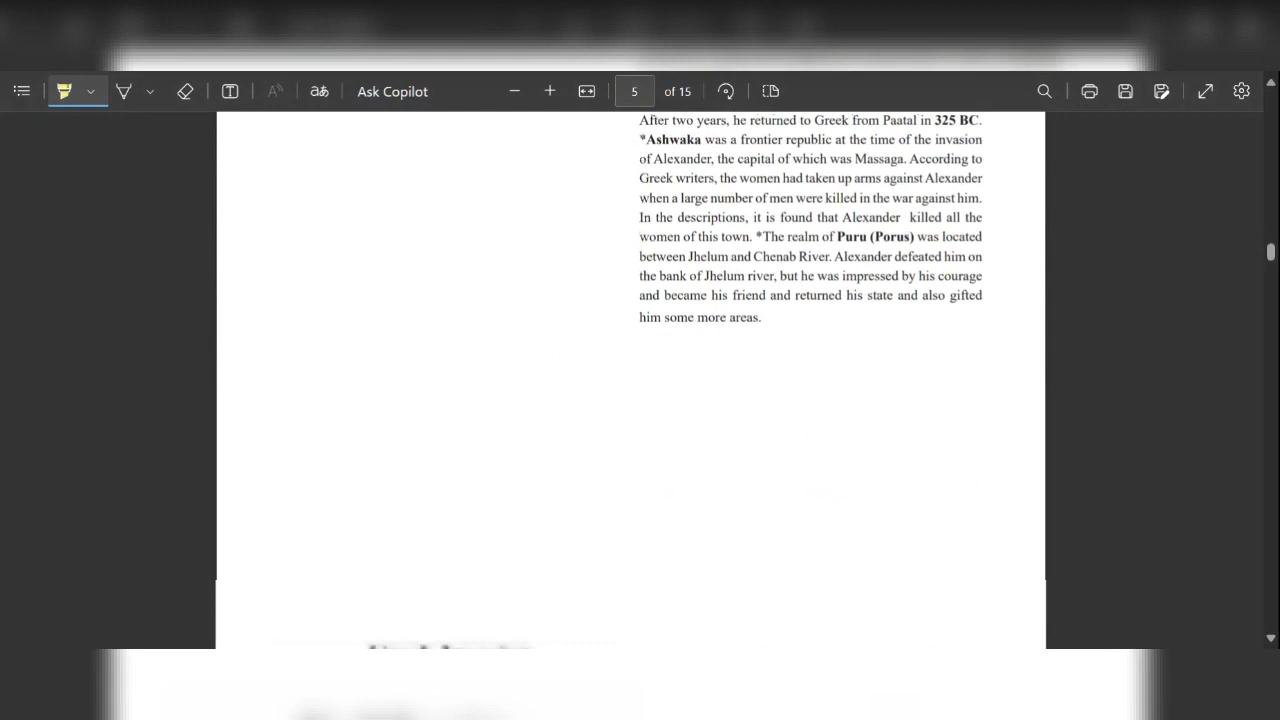 Ask Copilot
5 of 15
After two years, he returned to Greek from Paatal in 325 BC.
*Ashwaka was a frontier republic at the time of the invasion
of Alexander, the capital of which was Massaga. According to
Greek writers, the women had taken up arms against Alexander
when a large number of men were killed in the war against him.
In the descriptions, it is found that Alexander killed all the
women of this town. *The realm of Puru (Porus) was located
between Jhelum and Chenab River. Alexander defeated him on
the bank of Jhelum river, but he was impressed by his courage
and became his friend and returned his state and also gifted
him some more areas.